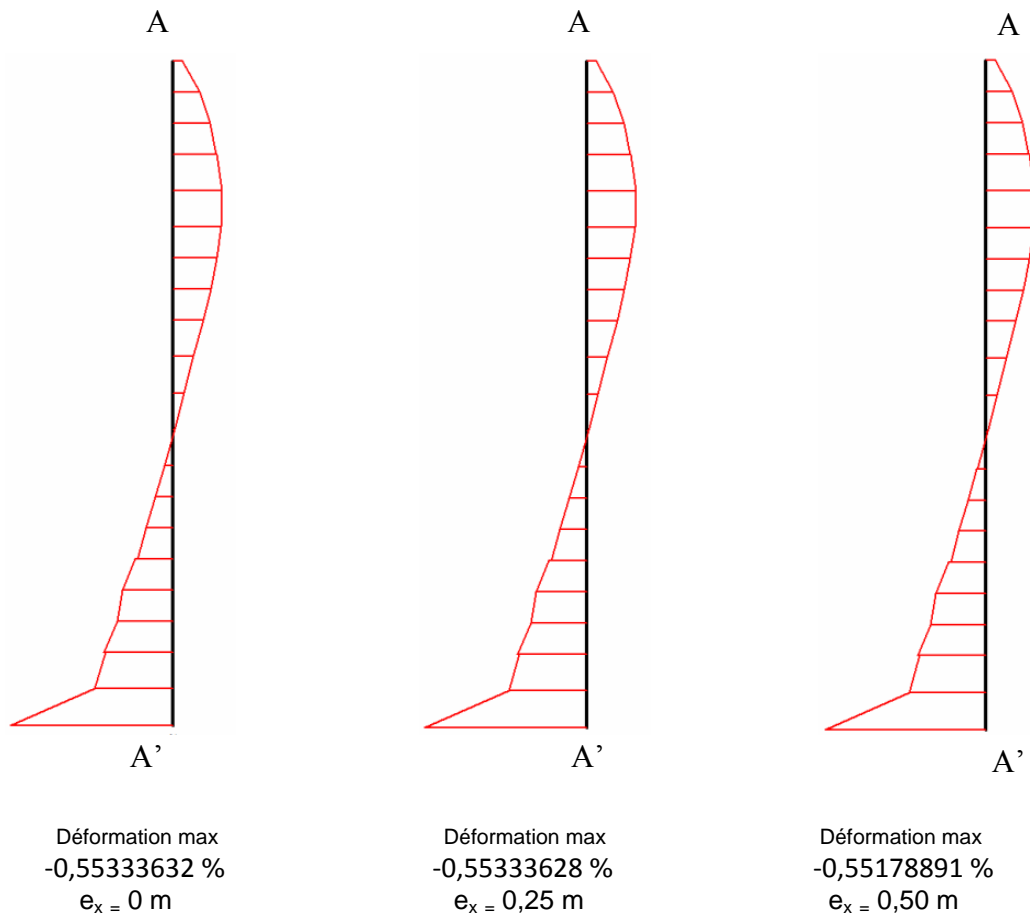 A A A
A’ A’ A’
Déformation max Déformation max Déformation max
-0,55333632 % -0,55333628 % -0,55178891 %
ex = 0 m ex = 0,25 m ex = 0,50 m